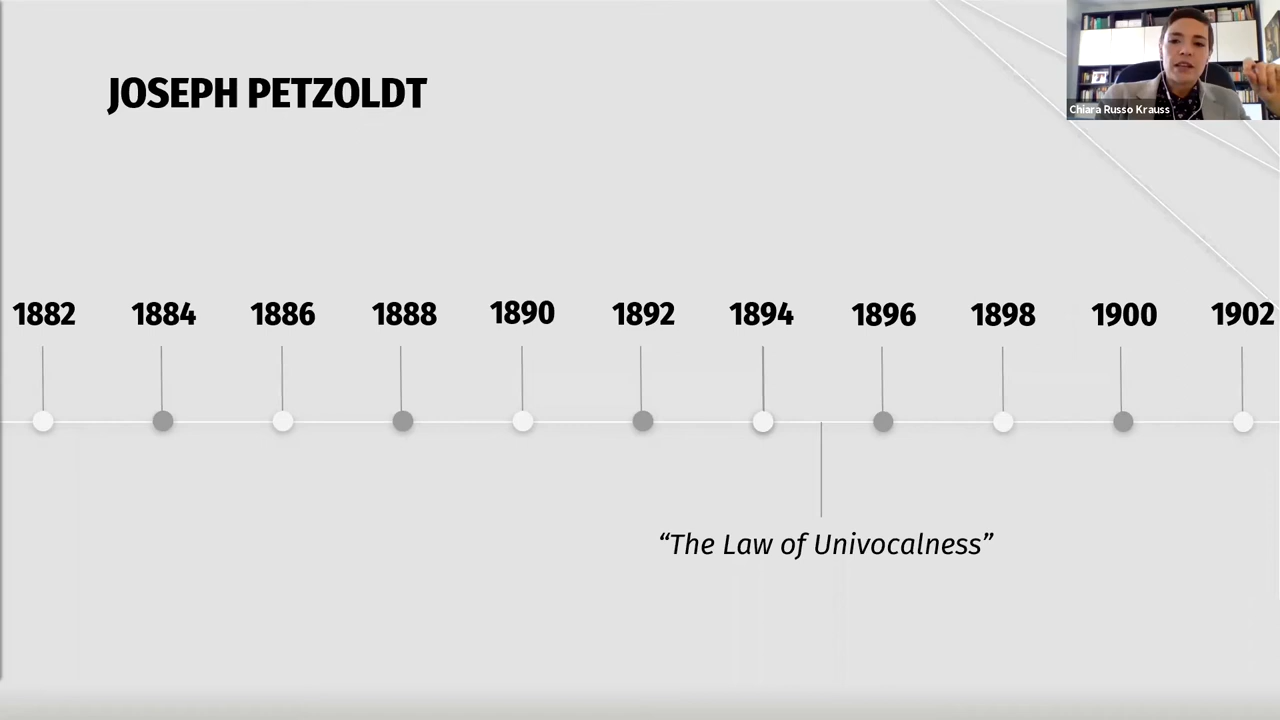 JOSEPH PETZOLDT
Chiara Russo Krauss
1882 1884 1886 1888 1890 1892 1894 1896 1898 1900 1902
“The Law of Univocalness”